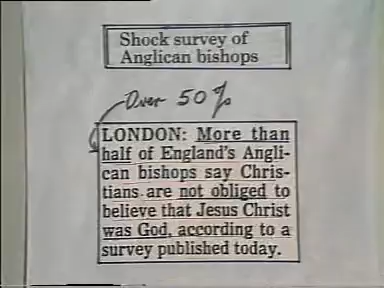 Shock survey of
Anglican bishops
Over 50%
LONDON: More than
half of England's Angli-
can bishops say Chris-
tians are not obliged to
believe that Jesus Christ
was God, according to a
survey published today.